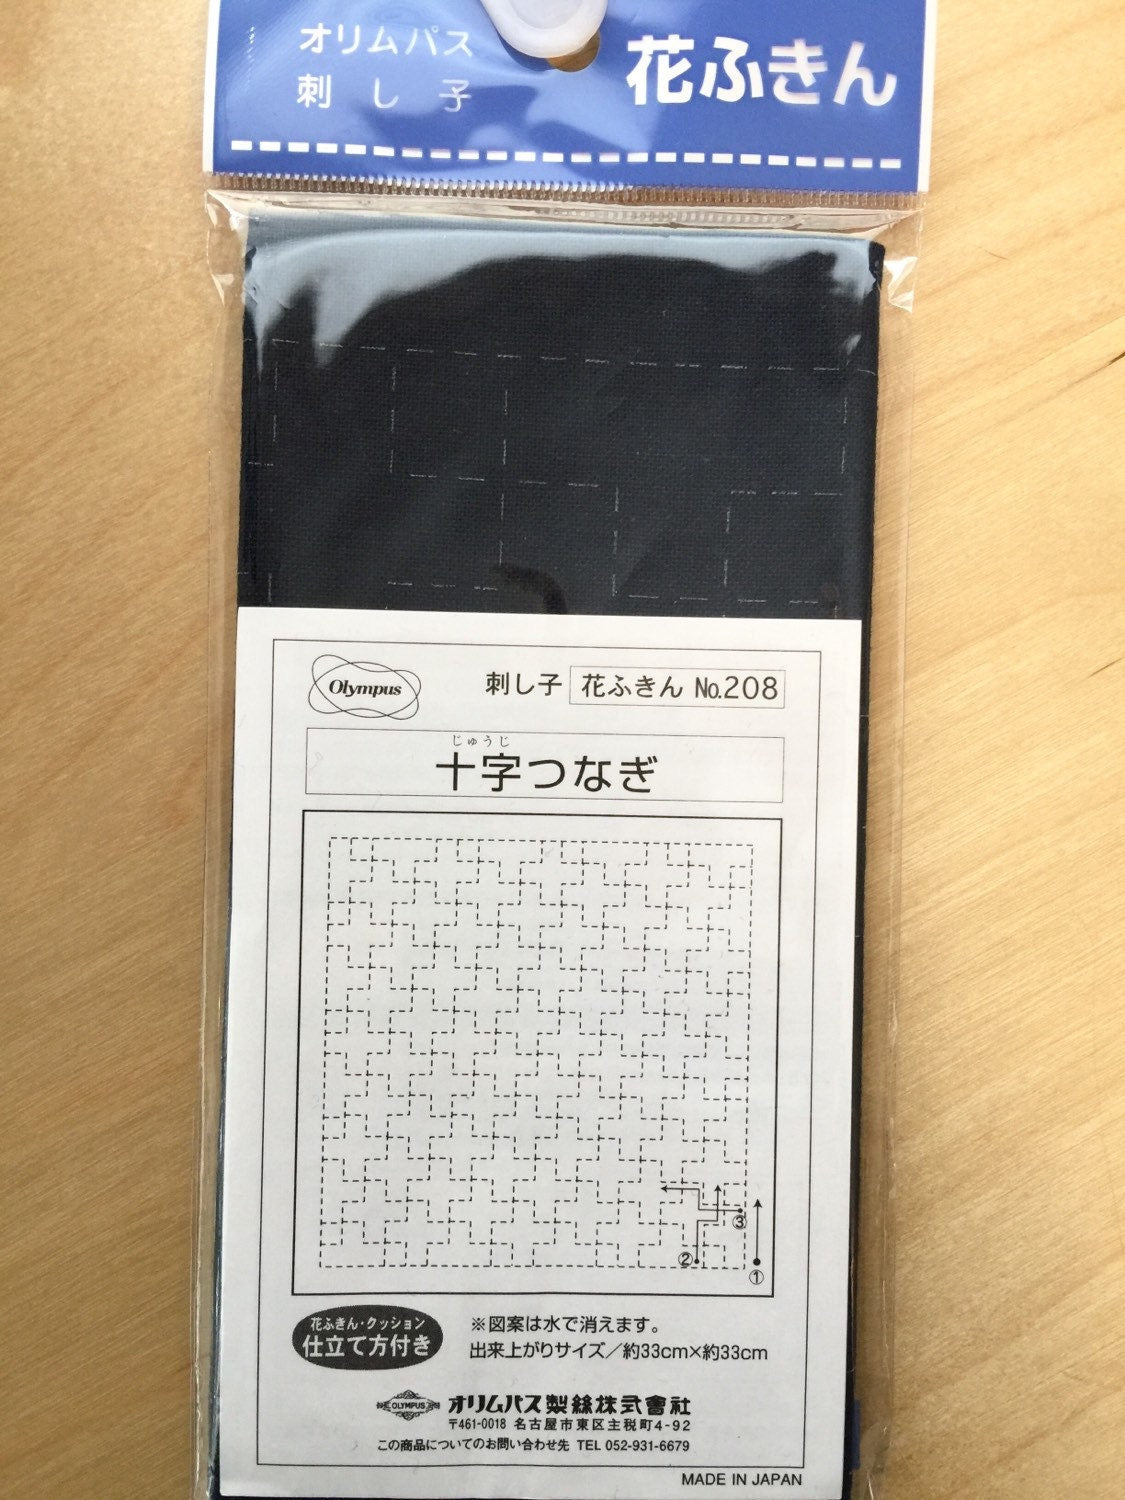 オリムパス
刺し子
花ふきん
Olympus
刺し子 花ふきん No.208
じゅうじ
十字つなぎ
③
②
①
花ふきん・クッション
仕立て方付き
※図案は水で消えます。
出来上がりサイズ／約33cm×約33cm
OLYMPUS オリムパス製絲株式會社
〒461-0018 名古屋市東区主税町4-92
この商品についてのお問い合わせ先 TEL 052-931-6679
MADE IN JAPAN